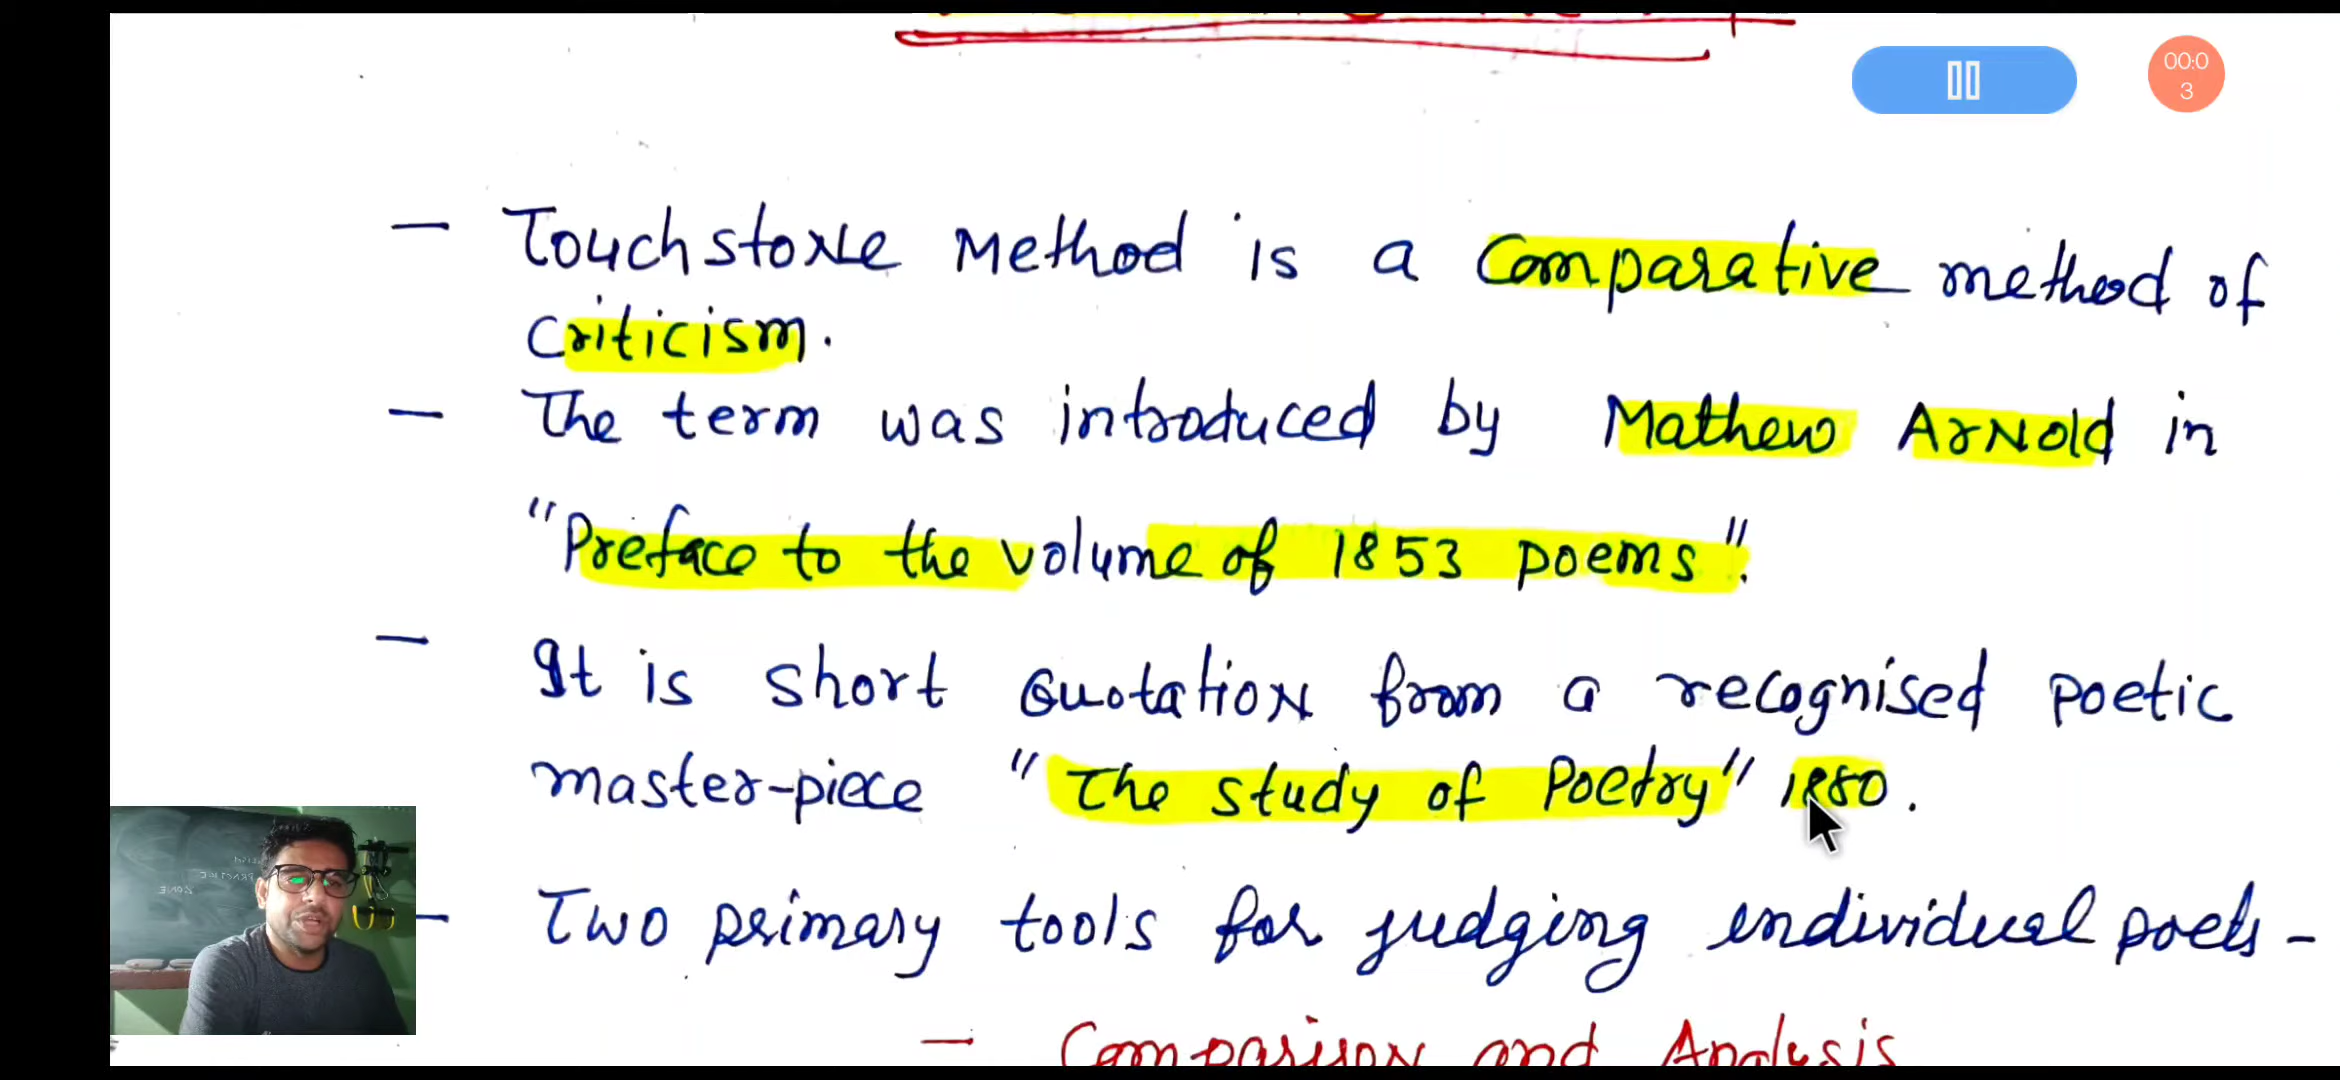 00:0
3
— Touchstone Method is a Comparative method of
Criticism.
— The term was introduced by Mathew Arnold in
"Preface to the volume of 1853 poems".
— It is short Quotation from a recognised poetic
master-piece "The study of Poetry" 1880.
— Two primary tools for judging individual poets -
— Comparison and Analysis